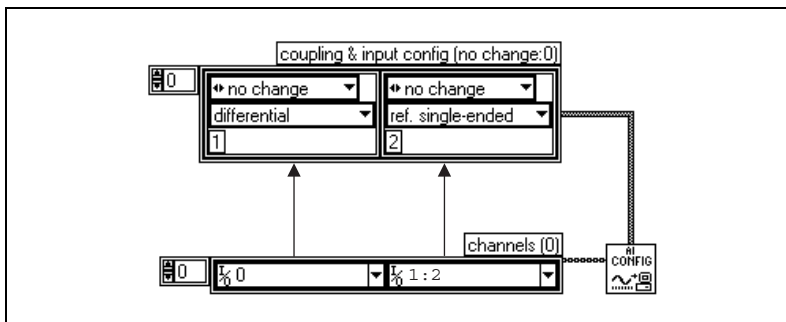 coupling & input config (no change:0)
0
no change no change
differential ref. single-ended
1 2
channels (0)
0 I/O 0 I/O 1:2
AI
CONFIG